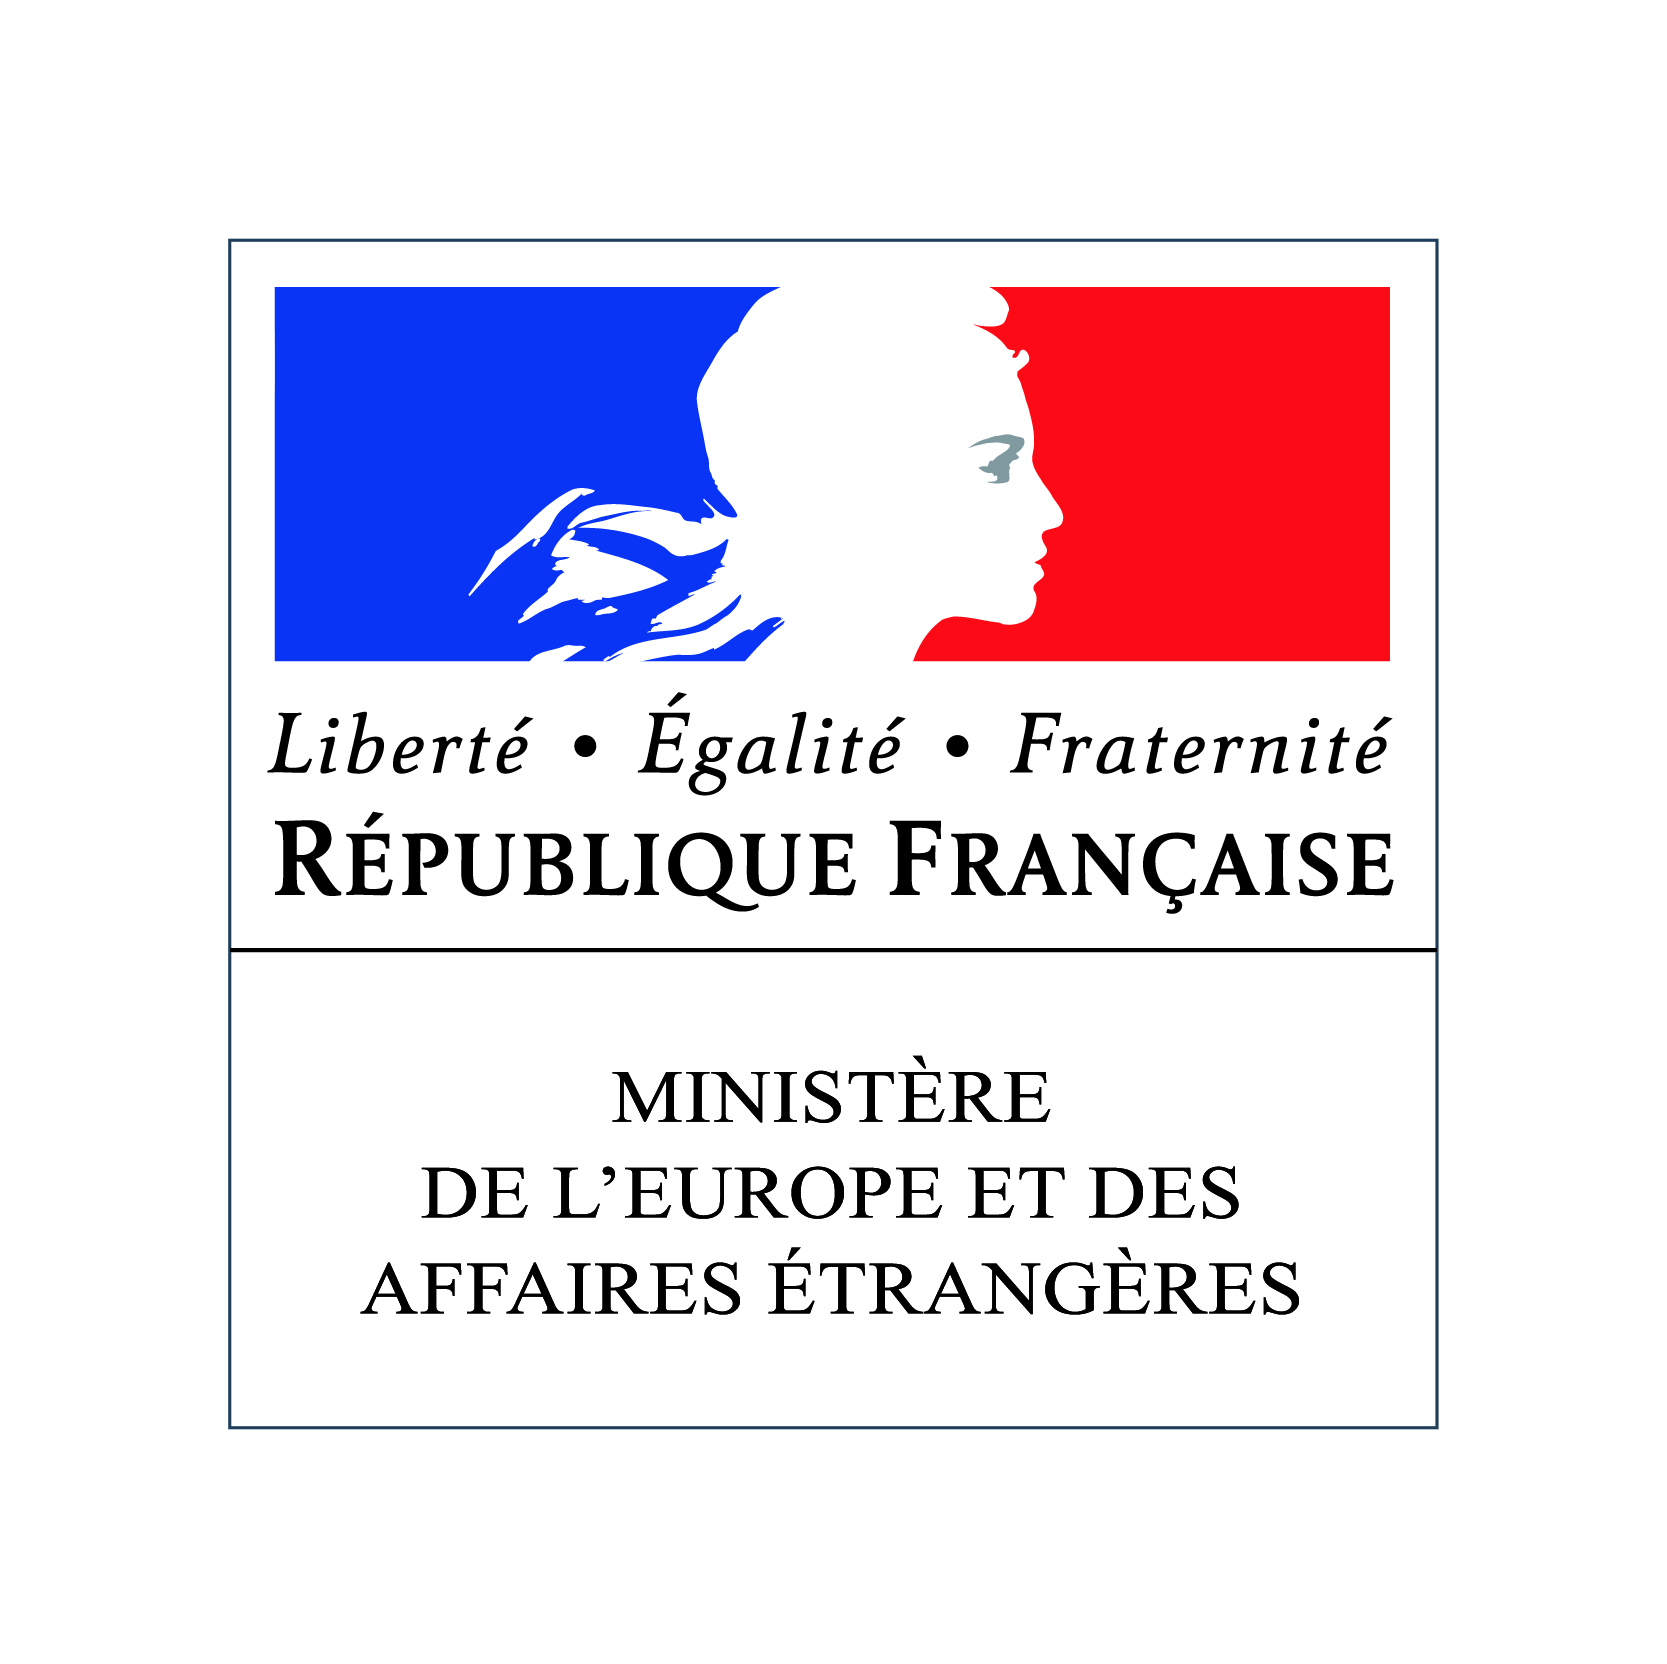 Liberté • Égalité • Fraternité
RÉPUBLIQUE FRANÇAISE
MINISTÈRE
DE L’EUROPE ET DES
AFFAIRES ÉTRANGÈRES